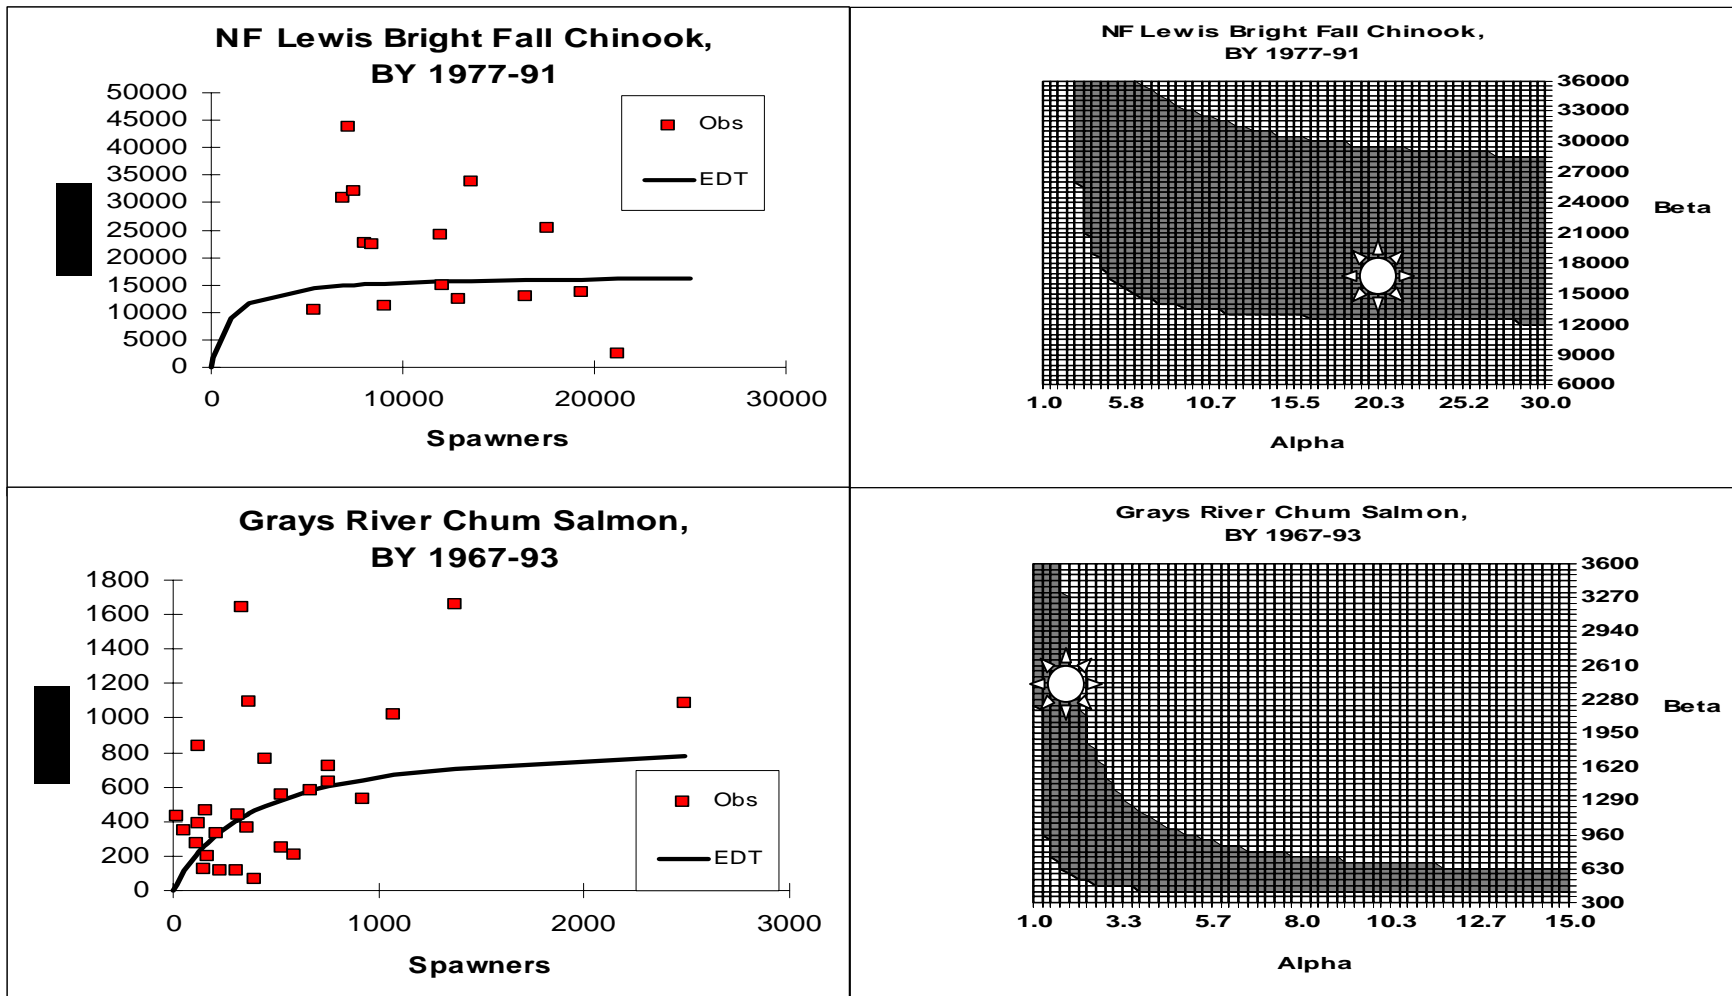 NF Lewis Bright Fall Chinook,
BY 1977-91
50000
45000
40000
35000
30000
25000
20000
15000
10000
5000
0
0 10000 20000 30000
Spawners
Obs
EDT
NF Lewis Bright Fall Chinook,
BY 1977-91
36000
33000
30000
27000
24000
21000
18000
15000
12000
9000
6000
Beta
1.0 5.8 10.7 15.5 20.3 25.2 30.0
Alpha
Grays River Chum Salmon,
BY 1967-93
1800
1600
1400
1200
1000
800
600
400
200
0
0 1000 2000 3000
Spawners
Obs
EDT
Grays River Chum Salmon,
BY 1967-93
3600
3270
2940
2610
2280
1950
1620
1290
960
630
300
Beta
1.0 3.3 5.7 8.0 10.3 12.7 15.0
Alpha